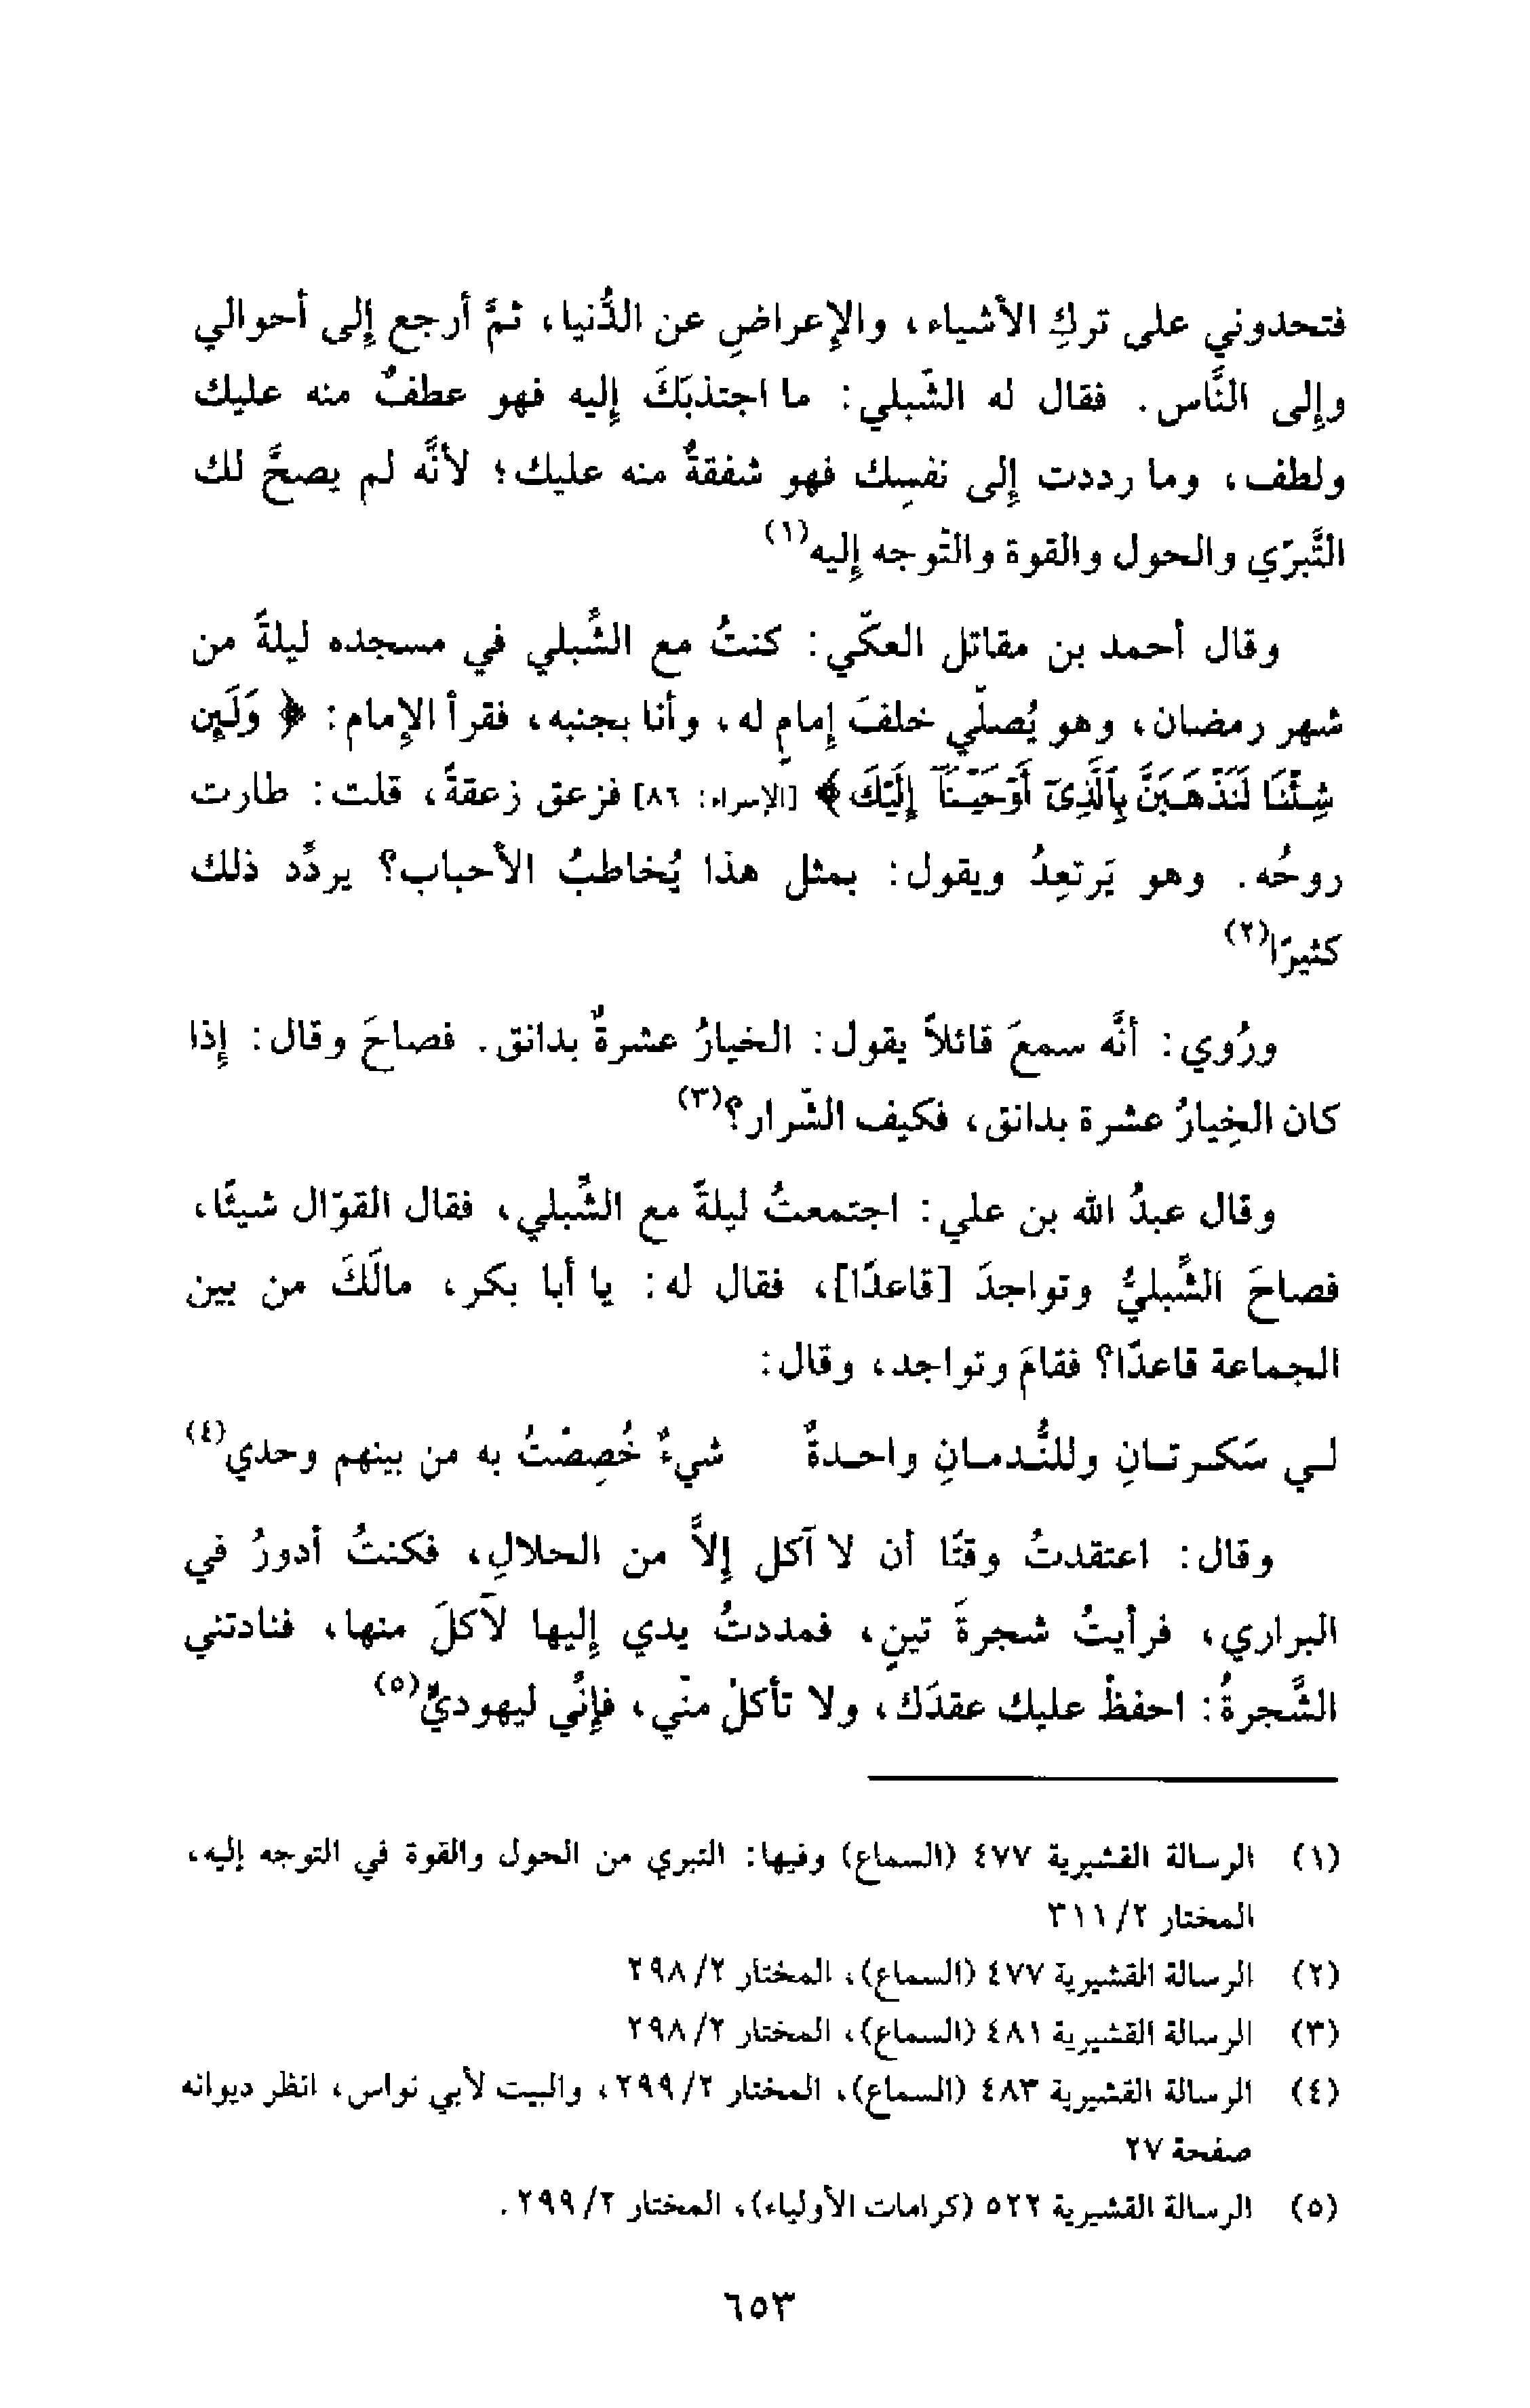 فتحدوني على تركِ الأشياء، والإعراضِ عن الدُّنيا، ثمَّ أرجع إلى أحوالي
وإلى النَّاس. فقال له الشّبلي: ما اجتذبَكَ إليه فهو عطفٌ منه عليك
ولطف، وما رددت إلى نفسِك فهو شفقةٌ منه عليك؛ لأنَّه لم يصحَّ لك
التَّبرّي والحول والقوة والتّوجه إليه(١)
وقال أحمد بن مقاتل العكّي: كنتُ مع الشِّبلي في مسجده ليلةً من
شهر رمضان، وهو يُصلّي خلفَ إمامٍ له، وأنا بجنبه، فقرأ الإمام: ﴿ وَلَىِٕن
شِئْنَا لَنَذْهَبَنَّ بِٱلَّذِىٓ أَوْحَيْنَآ إِلَيْكَ﴾ [الإسراء: ٨٦] فزعق زعقةً، قلت: طارت
روحُه. وهو يَرتعِدُ ويقول: بمثل هذا يُخاطبُ الأحباب؟ يردِّد ذلك
كثيرًا(٢)
ورُوي: أنَّه سمعَ قائلاً يقول: الخيارُ عشرةٌ بدانق. فصاحَ وقال: إذا
كان الخِيارُ عشرة بدانق، فكيف الشّرار؟(٣)
وقال عبدُ الله بن علي: اجتمعتُ ليلةً مع الشِّبلي، فقال القوّال شيئًا،
فصاحَ الشِّبليُّ وتواجدَ [قاعدًا]، فقال له: يا أبا بكر، مالَكَ من بين
الجماعة قاعدًا؟ فقامَ وتواجد، وقال:
لـي سَكـرتـانِ وللنُّـدمـانِ واحـدةٌ    شيءٌ خُصِصْتُ به من بينهم وحدي(٤)
وقال: اعتقدتُ وقتًا أن لا آكل إلاَّ من الحلالِ، فكنتُ أدورُ في
البراري، فرأيتُ شجرةَ تينٍ، فمددتُ يدي إليها لآكلَ منها، فنادتني
الشَّجرةُ: احفظْ عليك عقدَك، ولا تأكلْ منّي، فإنِّي ليهوديٍّ(٥)
(١) الرسالة القشيرية ٤٧٧ (السماع) وفيها: التبري من الحول والقوة في التوجه إليه،
المختار ٢/ ٣١١
(٢) الرسالة القشيرية ٤٧٧ (السماع)، المختار ٢/ ٢٩٨
(٣) الرسالة القشيرية ٤٨١ (السماع)، المختار ٢/ ٢٩٨
(٤) الرسالة القشيرية ٤٨٣ (السماع)، المختار ٢/ ٢٩٩، والبيت لأبي نواس، انظر ديوانه
صفحة ٢٧
(٥) الرسالة القشيرية ٥٢٢ (كرامات الأولياء)، المختار ٢/ ٢٩٩.
٦٥٣